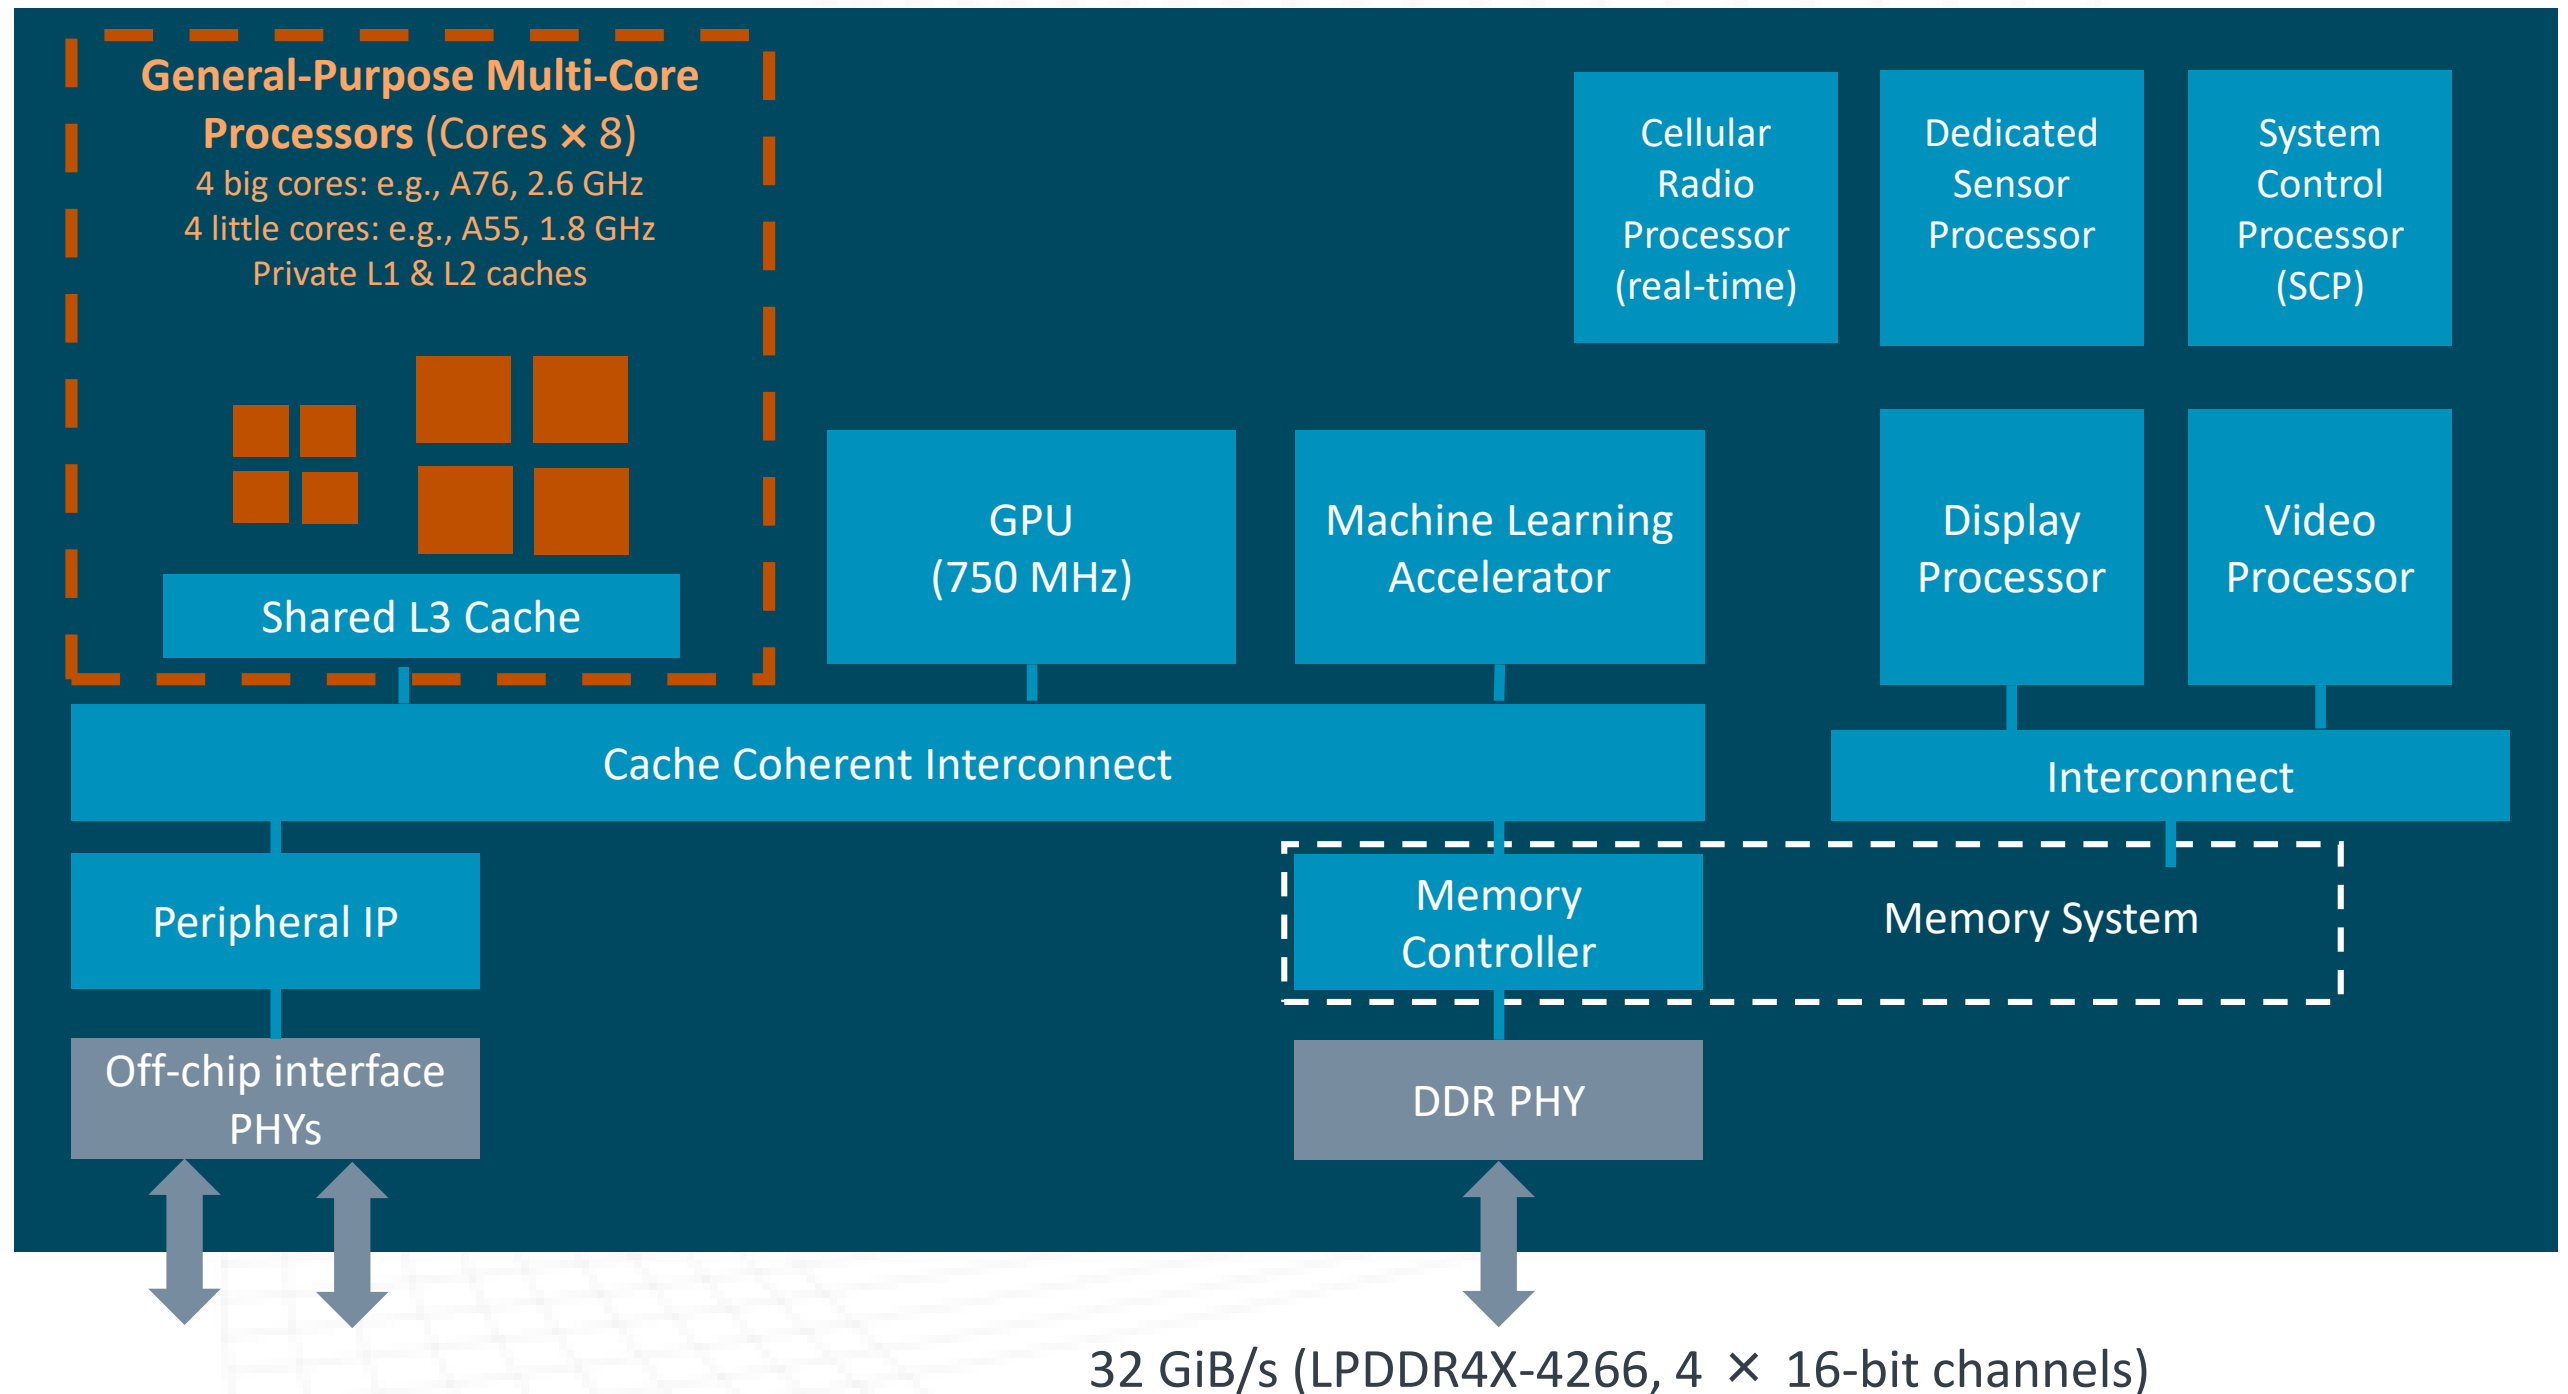 General-Purpose Multi-Core
Processors (Cores × 8)
4 big cores: e.g., A76, 2.6 GHz
4 little cores: e.g., A55, 1.8 GHz
Private L1 & L2 caches
Shared L3 Cache
GPU
(750 MHz)
Machine Learning
Accelerator
Cellular
Radio
Processor
(real-time)
Dedicated
Sensor
Processor
System
Control
Processor
(SCP)
Display
Processor
Video
Processor
Cache Coherent Interconnect
Interconnect
Peripheral IP
Memory
Controller
Memory System
Off-chip interface
PHYs
DDR PHY
32 GiB/s (LPDDR4X-4266, 4 × 16-bit channels)